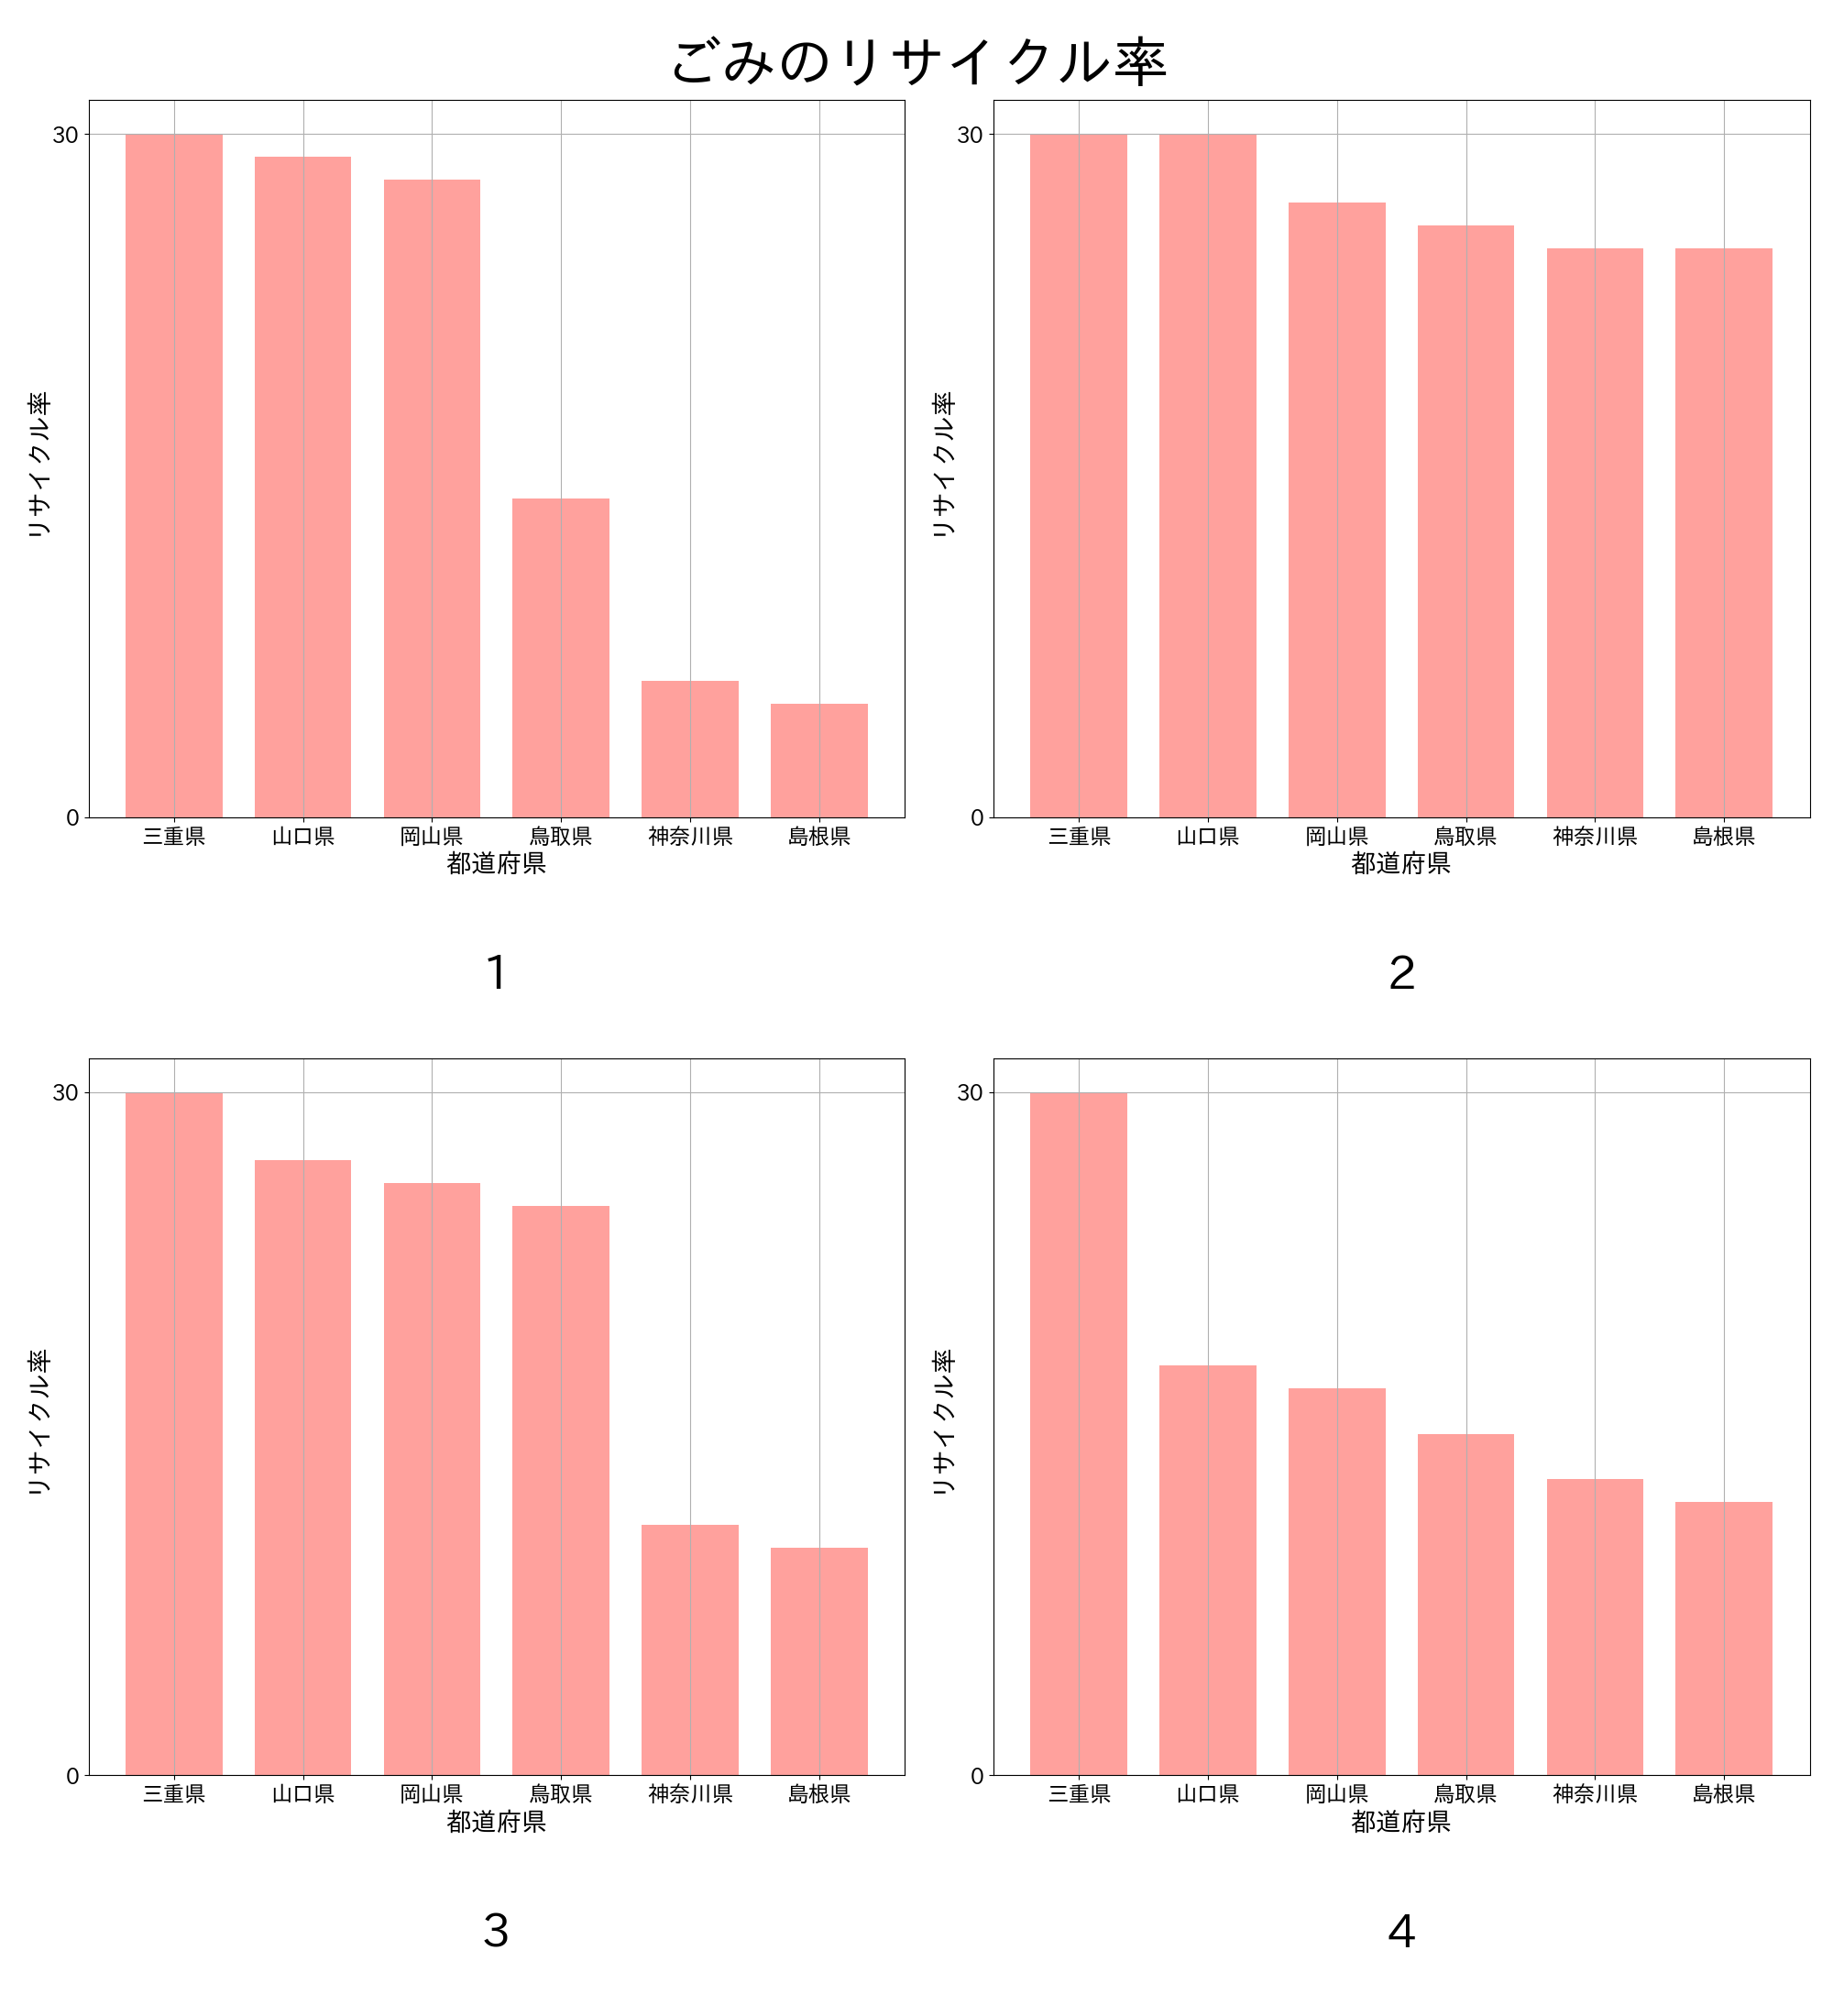 ごみのリサイクル率
30
0
リサイクル率
三重県 山口県 岡山県 鳥取県 神奈川県 島根県
都道府県
1
30
0
リサイクル率
三重県 山口県 岡山県 鳥取県 神奈川県 島根県
都道府県
2
30
0
リサイクル率
三重県 山口県 岡山県 鳥取県 神奈川県 島根県
都道府県
3
30
0
リサイクル率
三重県 山口県 岡山県 鳥取県 神奈川県 島根県
都道府県
4